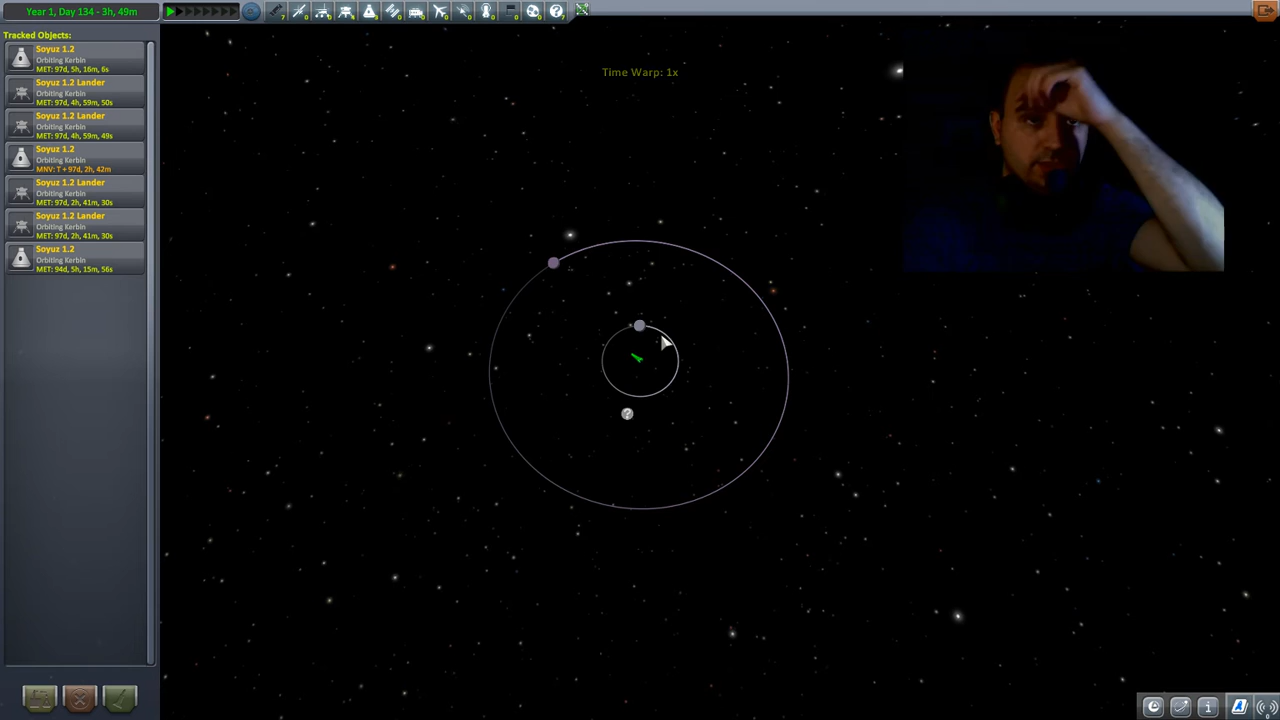 Year 1, Day 134 - 3h, 49m
Tracked Objects:
Soyuz 1.2
Orbiting Kerbin
MET: 97d, 5h, 16m, 6s
Soyuz 1.2 Lander
Orbiting Kerbin
MET: 97d, 4h, 59m, 50s
Soyuz 1.2 Lander
Orbiting Kerbin
MET: 97d, 4h, 59m, 49s
Soyuz 1.2
Orbiting Kerbin
MNV: T + 97d, 2h, 42m
Soyuz 1.2 Lander
Orbiting Kerbin
MET: 97d, 2h, 41m, 30s
Soyuz 1.2 Lander
Orbiting Kerbin
MET: 97d, 2h, 41m, 30s
Soyuz 1.2
Orbiting Kerbin
MET: 94d, 5h, 15m, 56s
Time Warp: 1x